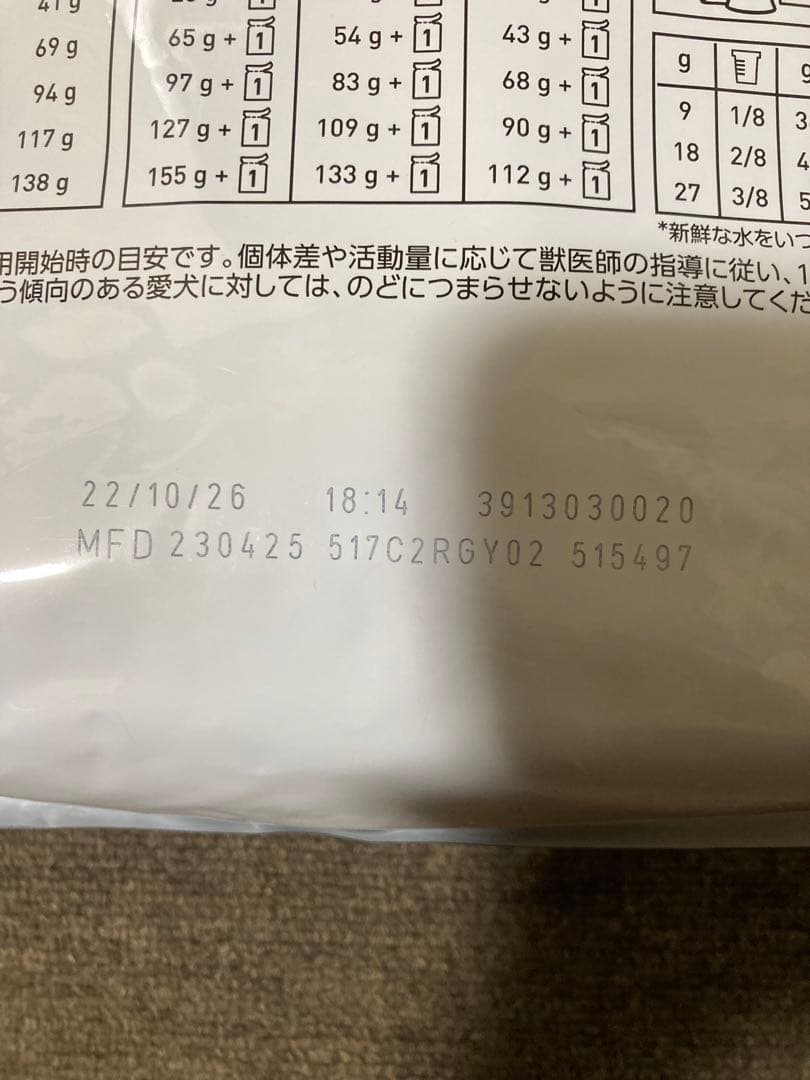 69 g 65 g + 1 54 g + 1 43 g + 1
94 g 97 g + 1 83 g + 1 68 g + 1
117 g 127 g + 1 109 g + 1 90 g + 1
138 g 155 g + 1 133 g + 1 112 g + 1
g
9 1/8 3
18 2/8 4
27 3/8 5
*新鮮な水をいつ
用開始時の目安です。個体差や活動量に応じて獣医師の指導に従い、1
う傾向のある愛犬に対しては、のどにつまらせないように注意してくだ
22/10/26 18:14 3913030020
MFD 230425 517C2RGY02 515497